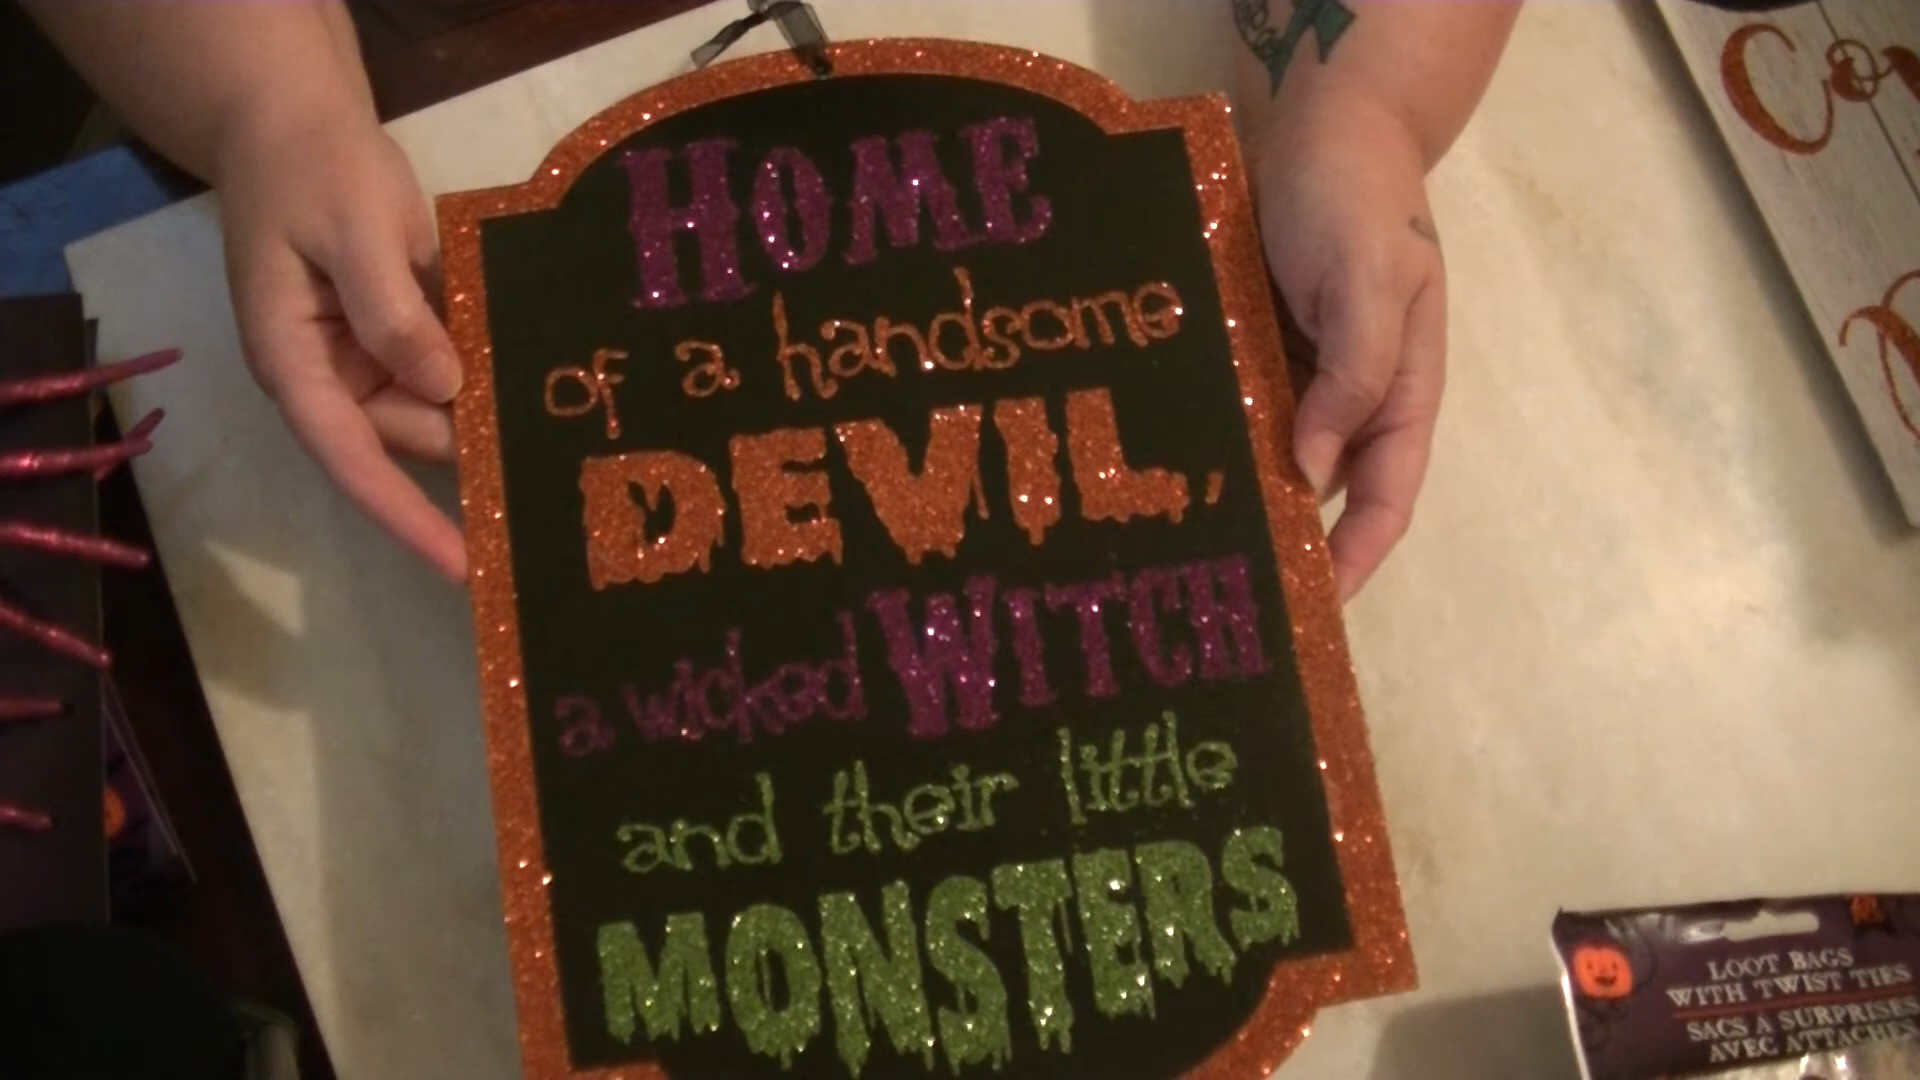 HOME
of a handsome
DEVIL,
a wicked WITCH
and their little
MONSTERS
LOOT BAGS
WITH TWIST TIES
SACS A SURPRISES
AVEC ATTACHES